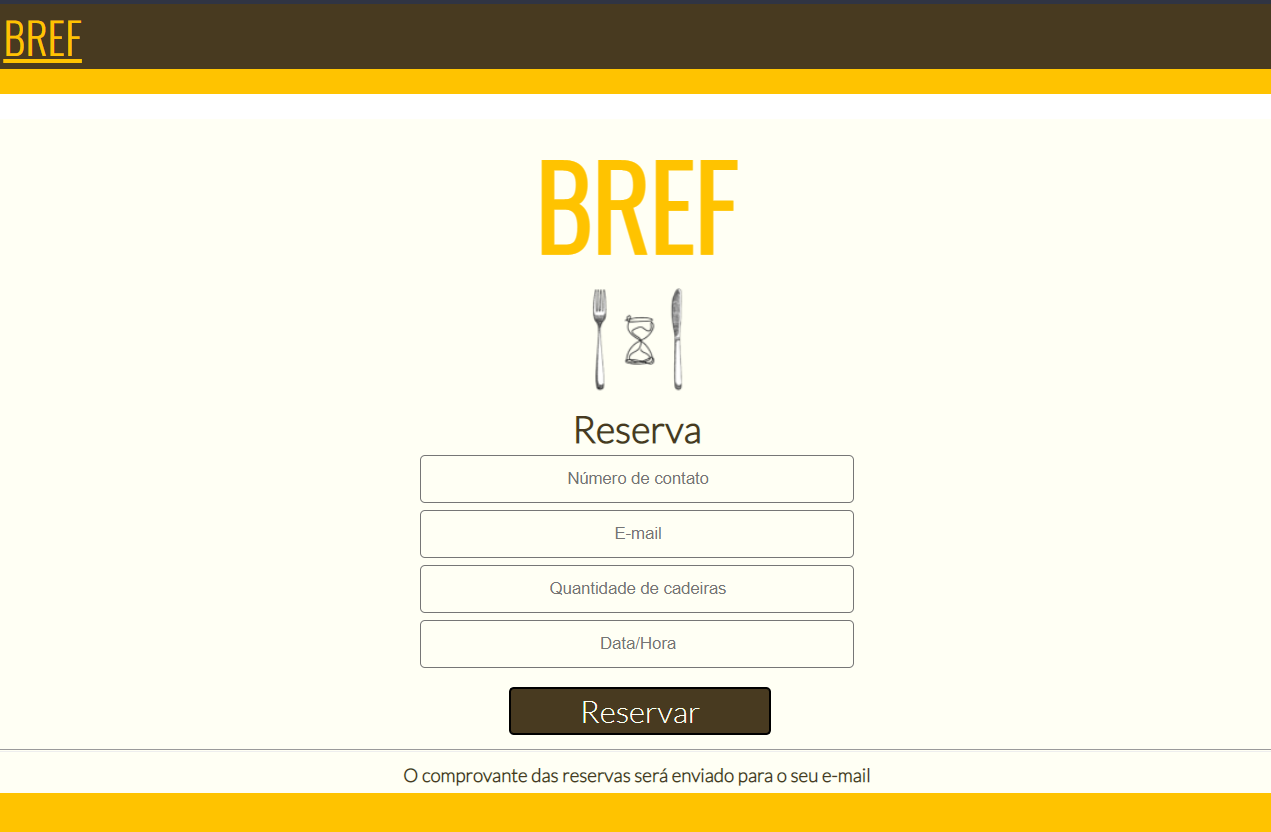 BREF
BREF
Reserva
Número de contato
E-mail
Quantidade de cadeiras
Data/Hora
Reservar
O comprovante das reservas será enviado para o seu e-mail